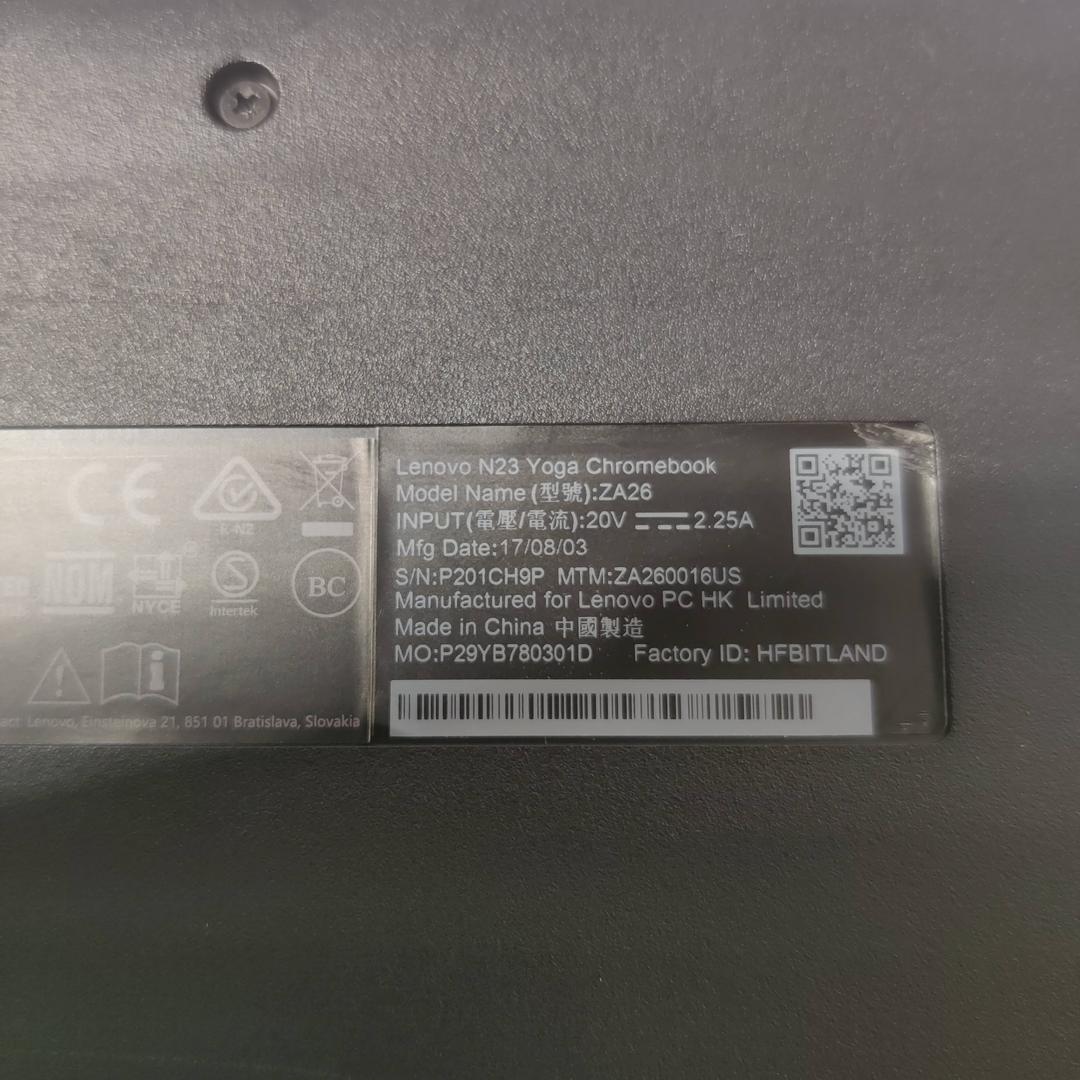 Lenovo N23 Yoga Chromebook
Model Name (型號):ZA26
INPUT(電壓/電流):20V 2.25A
Mfg Date:17/08/03
S/N:P201CH9P MTM:ZA260016US
Manufactured for Lenovo PC HK Limited
Made in China 中國製造
MO:P29YB780301D Factory ID: HFBITLAND
CE
R-N2
NOM
NYCE
S
Intertek
BC
Lenovo, Einsteinova 21, 851 01 Bratislava, Slovakia